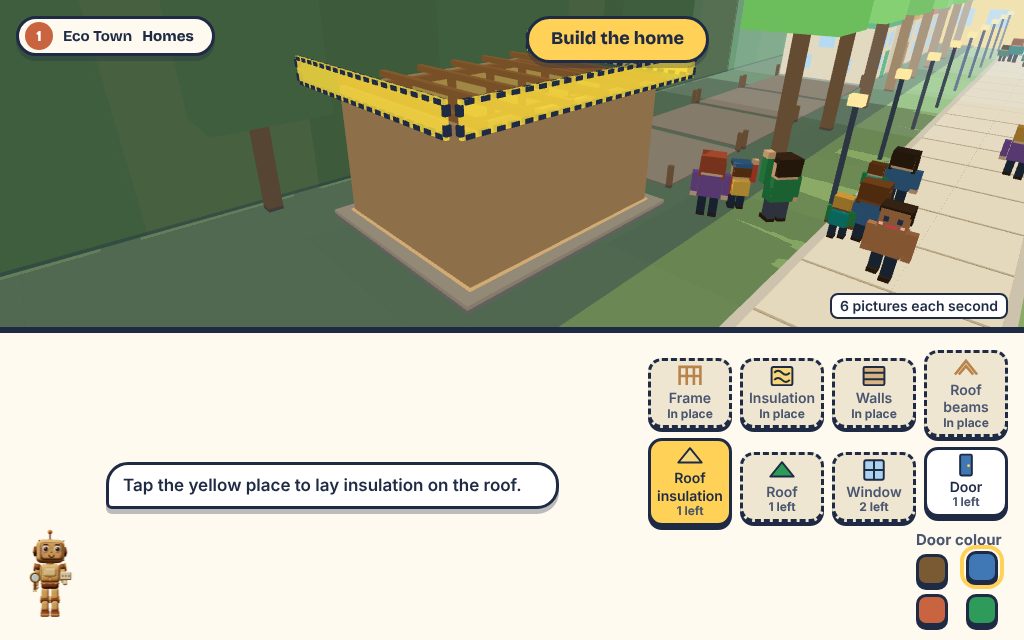 1 Eco Town Homes
Build the home
6 pictures each second
Frame
In place
Insulation
In place
Walls
In place
Roof
beams
In place
Roof
insulation
1 left
Roof
1 left
Window
2 left
Door
1 left
Tap the yellow place to lay insulation on the roof.
Door colour